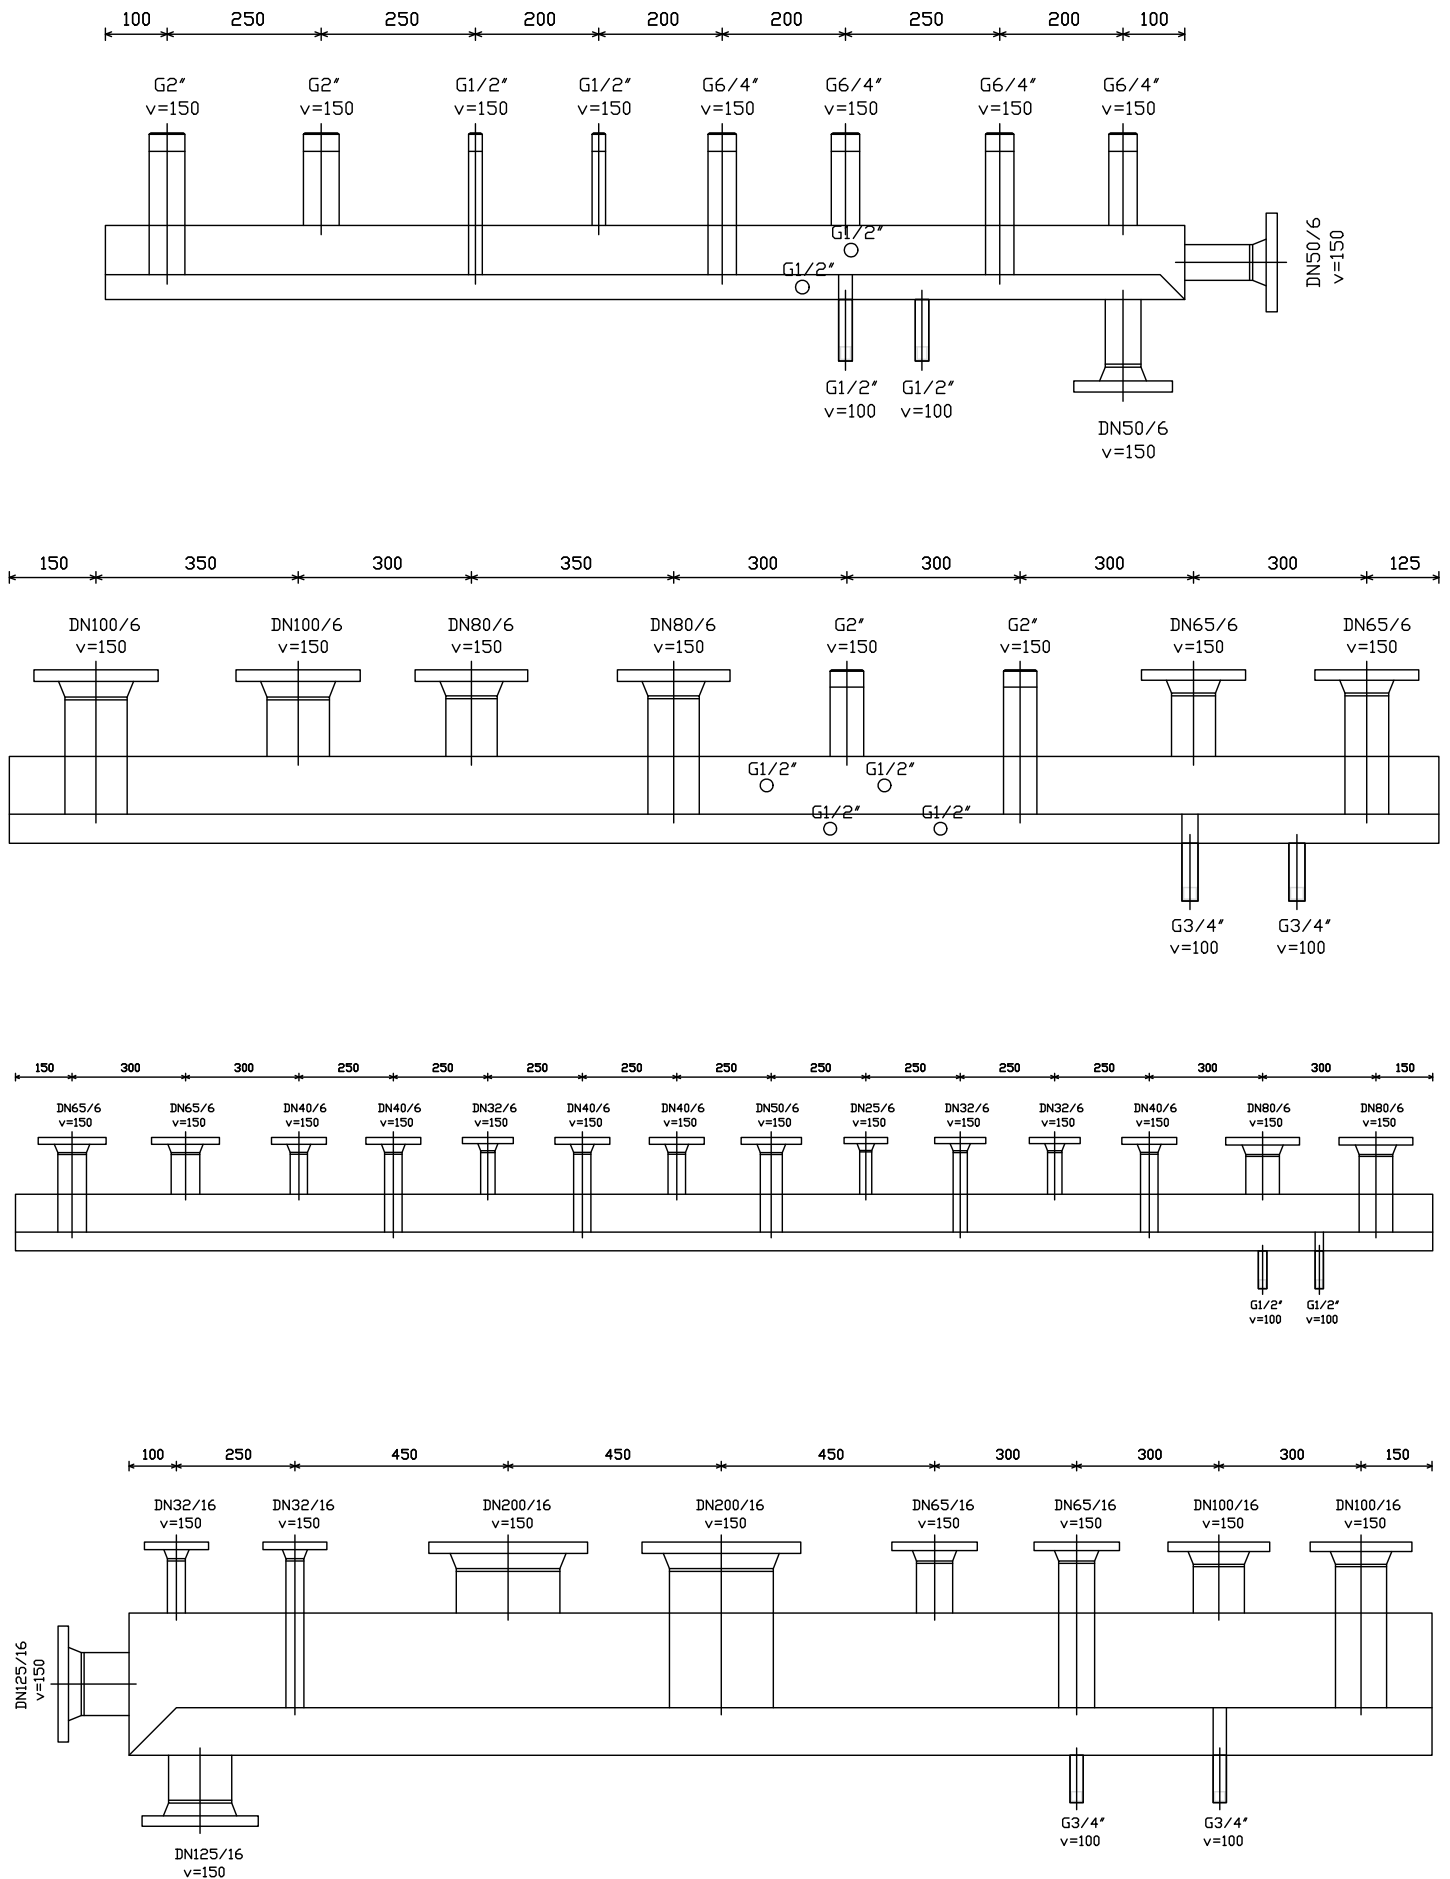 100 250 250 200 200 200 250 200 100
G2″ G2″ G1/2″ G1/2″ G6/4″ G6/4″ G6/4″ G6/4″
v=150 v=150 v=150 v=150 v=150 v=150 v=150 v=150
G1/2″
G1/2″
DN50/6
v=150
G1/2″ G1/2″
v=100 v=100
DN50/6
v=150
150 350 300 350 300 300 300 300 125
DN100/6 DN100/6 DN80/6 DN80/6 G2″ G2″ DN65/6 DN65/6
v=150 v=150 v=150 v=150 v=150 v=150 v=150 v=150
G1/2″ G1/2″
G1/2″ G1/2″
G3/4″ G3/4″
v=100 v=100
150 300 300 250 250 250 250 250 250 250 250 250 300 300 150
DN65/6 DN65/6 DN40/6 DN40/6 DN32/6 DN40/6 DN40/6 DN50/6 DN25/6 DN32/6 DN32/6 DN40/6 DN80/6 DN80/6
v=150 v=150 v=150 v=150 v=150 v=150 v=150 v=150 v=150 v=150 v=150 v=150 v=150 v=150
G1/2″ G1/2″
v=100 v=100
100 250 450 450 450 300 300 300 150
DN32/16 DN32/16 DN200/16 DN200/16 DN65/16 DN65/16 DN100/16 DN100/16
v=150 v=150 v=150 v=150 v=150 v=150 v=150 v=150
DN125/16
v=150
G3/4″ G3/4″
v=100 v=100
DN125/16
v=150